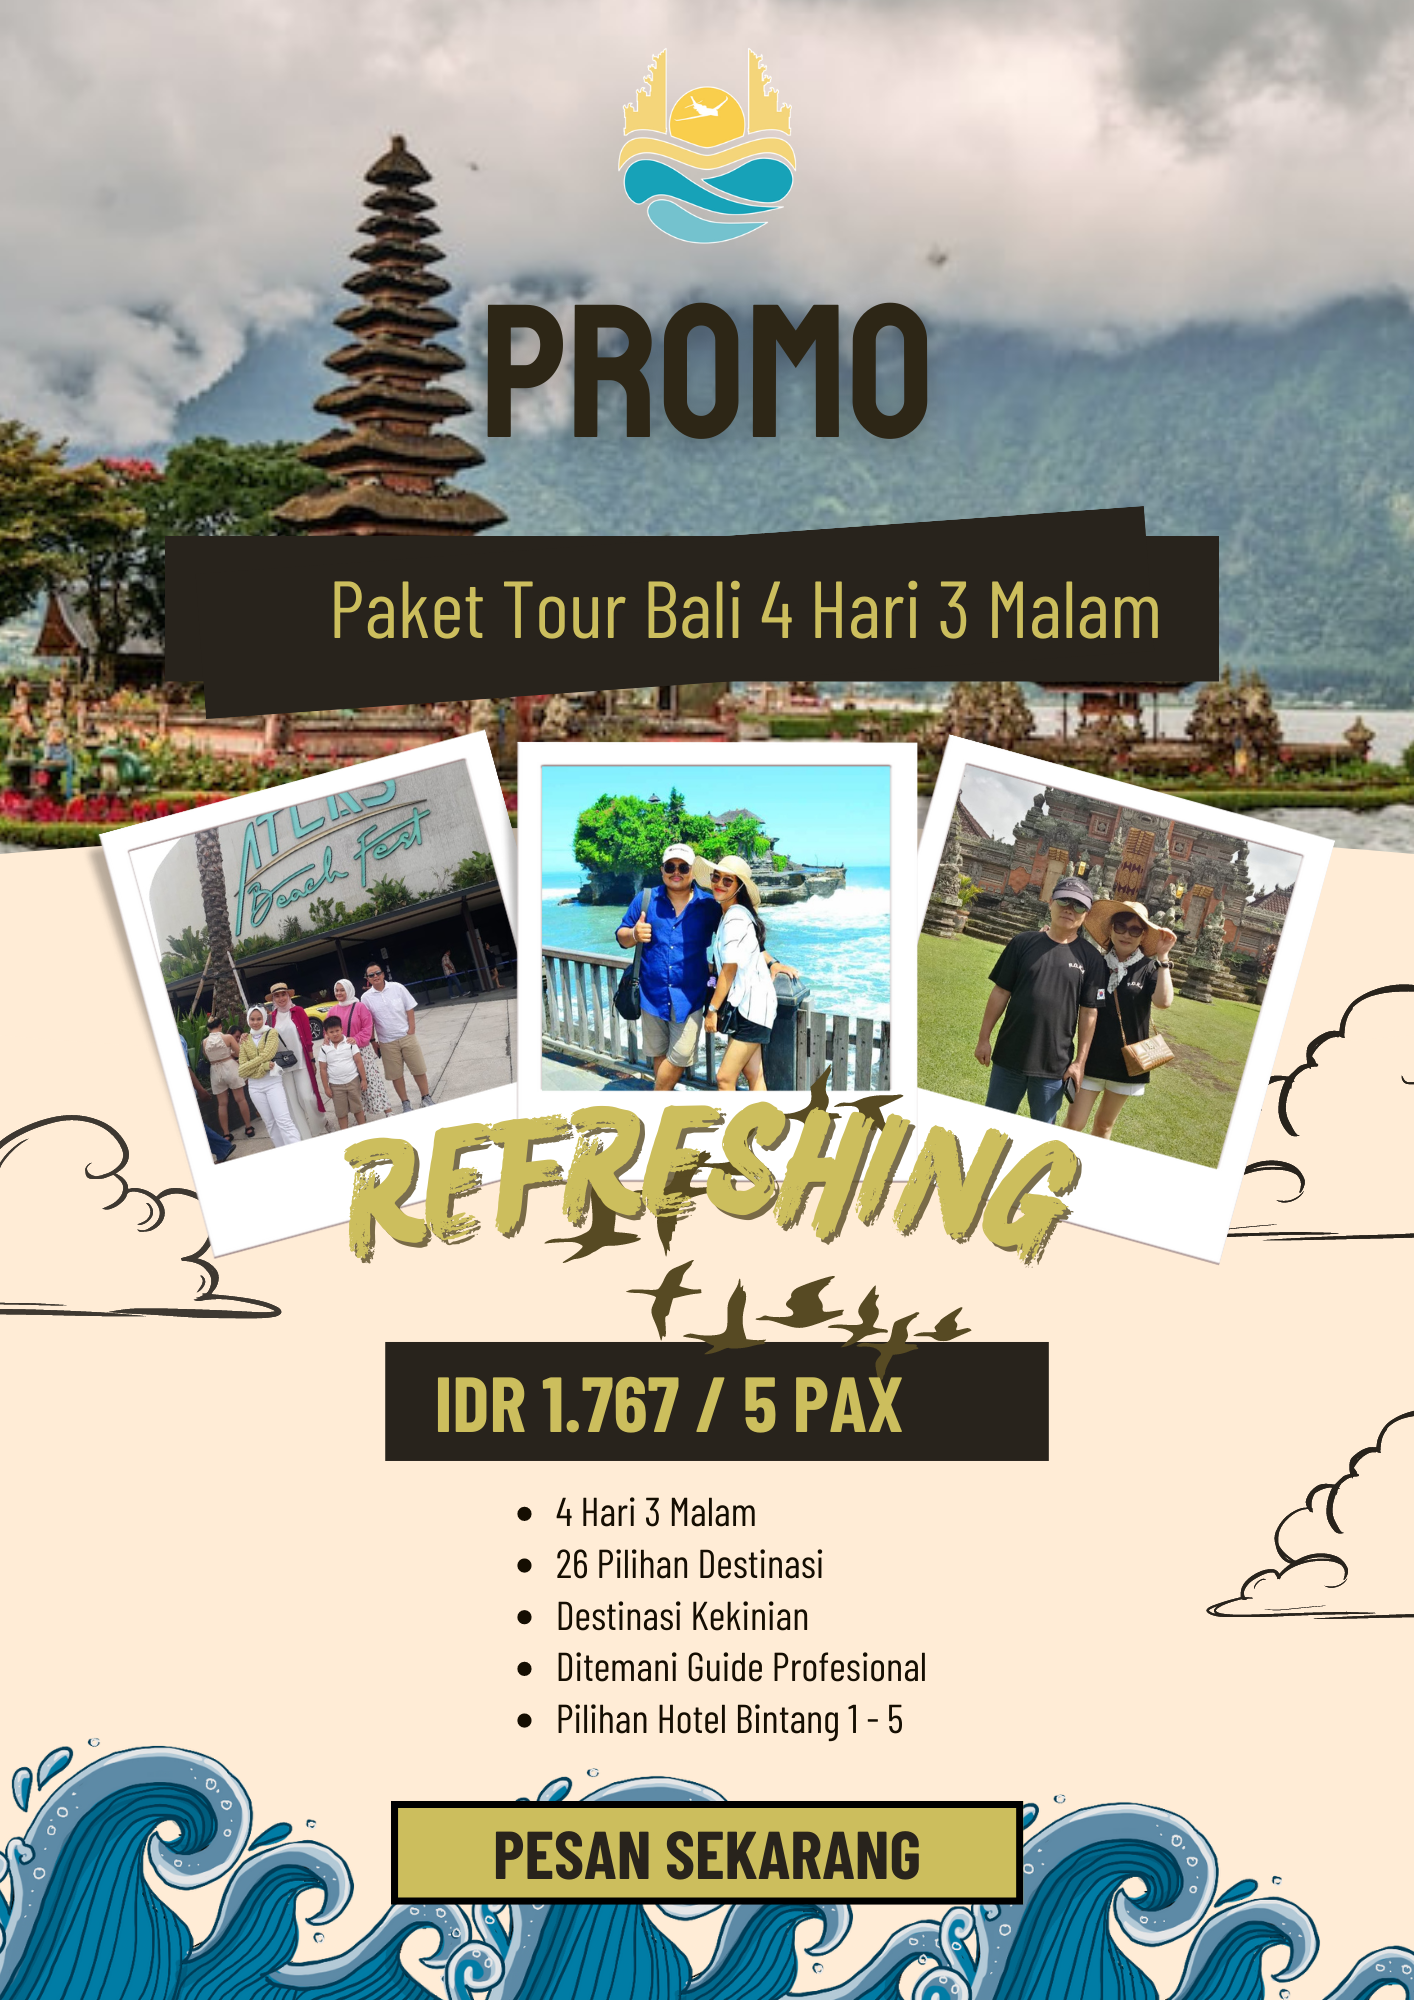 PROMO
Paket Tour Bali 4 Hari 3 Malam
ATLAS
Beach Fest
REFRESHING
IDR 1.767 / 5 PAX
4 Hari 3 Malam
26 Pilihan Destinasi
Destinasi Kekinian
Ditemani Guide Profesional
Pilihan Hotel Bintang 1 - 5
PESAN SEKARANG